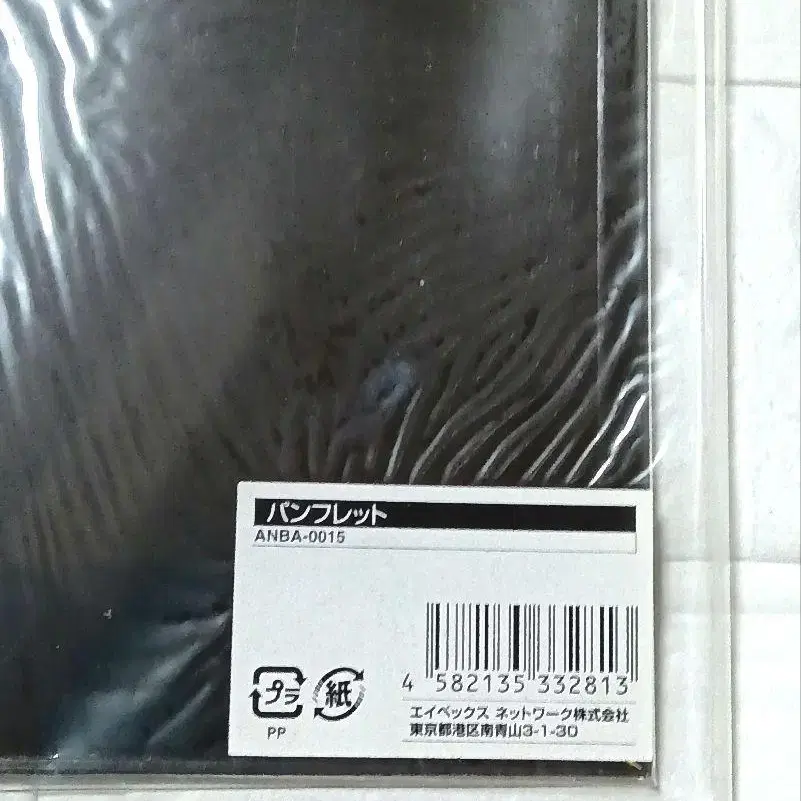 パンフレット
ANBA-0015
4 582135 332813
プラ 紙
PP
エイベックス ネットワーク株式会社
東京都港区南青山3-1-30